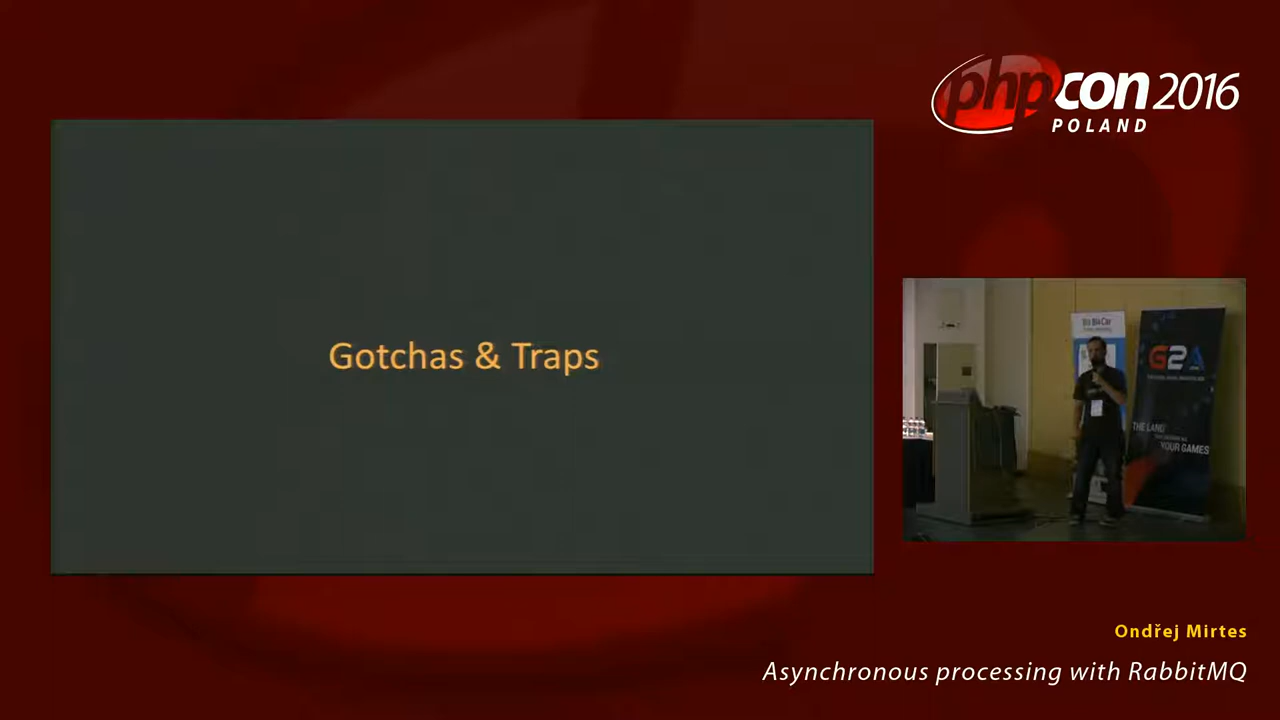 phpcon 2016
POLAND
Gotchas & Traps
G2A
THE LAND
YOUR GAMES
Ondřej Mirtes
Asynchronous processing with RabbitMQ